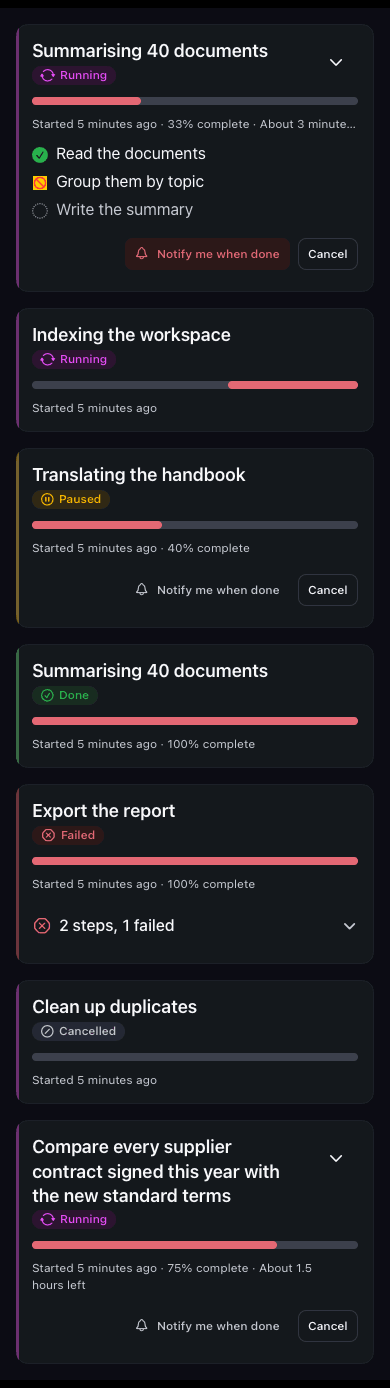 Summarising 40 documents
Running
Started 5 minutes ago · 33% complete · About 3 minute...
Read the documents
Group them by topic
Write the summary
Notify me when done
Cancel
Indexing the workspace
Running
Started 5 minutes ago
Translating the handbook
Paused
Started 5 minutes ago · 40% complete
Notify me when done
Cancel
Summarising 40 documents
Done
Started 5 minutes ago · 100% complete
Export the report
Failed
Started 5 minutes ago · 100% complete
2 steps, 1 failed
Clean up duplicates
Cancelled
Started 5 minutes ago
Compare every supplier
contract signed this year with
the new standard terms
Running
Started 5 minutes ago · 75% complete · About 1.5
hours left
Notify me when done
Cancel